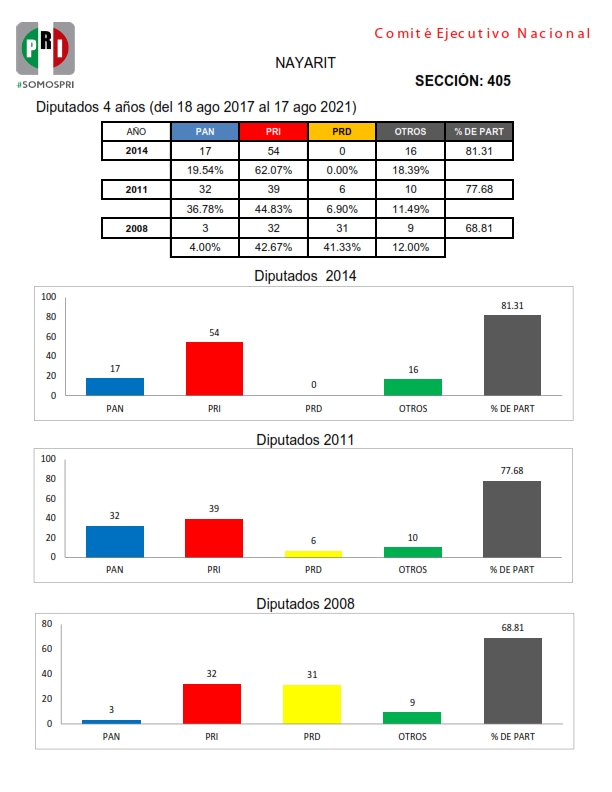 Comité Ejecutivo Nacional
PRI
#SOMOSPRI
NAYARIT
SECCIÓN: 405
Diputados 4 años (del 18 ago 2017 al 17 ago 2021)
AÑO PAN PRI PRD OTROS % DE PART
2014 17 54 0 16 81.31
19.54% 62.07% 0.00% 18.39%
2011 32 39 6 10 77.68
36.78% 44.83% 6.90% 11.49%
2008 3 32 31 9 68.81
4.00% 42.67% 41.33% 12.00%
Diputados 2014
100
80
60
40
20
0
17 54 0 16 81.31
PAN PRI PRD OTROS % DE PART
Diputados 2011
100
80
60
40
20
0
32 39 6 10 77.68
PAN PRI PRD OTROS % DE PART
Diputados 2008
80
60
40
20
0
3 32 31 9 68.81
PAN PRI PRD OTROS % DE PART